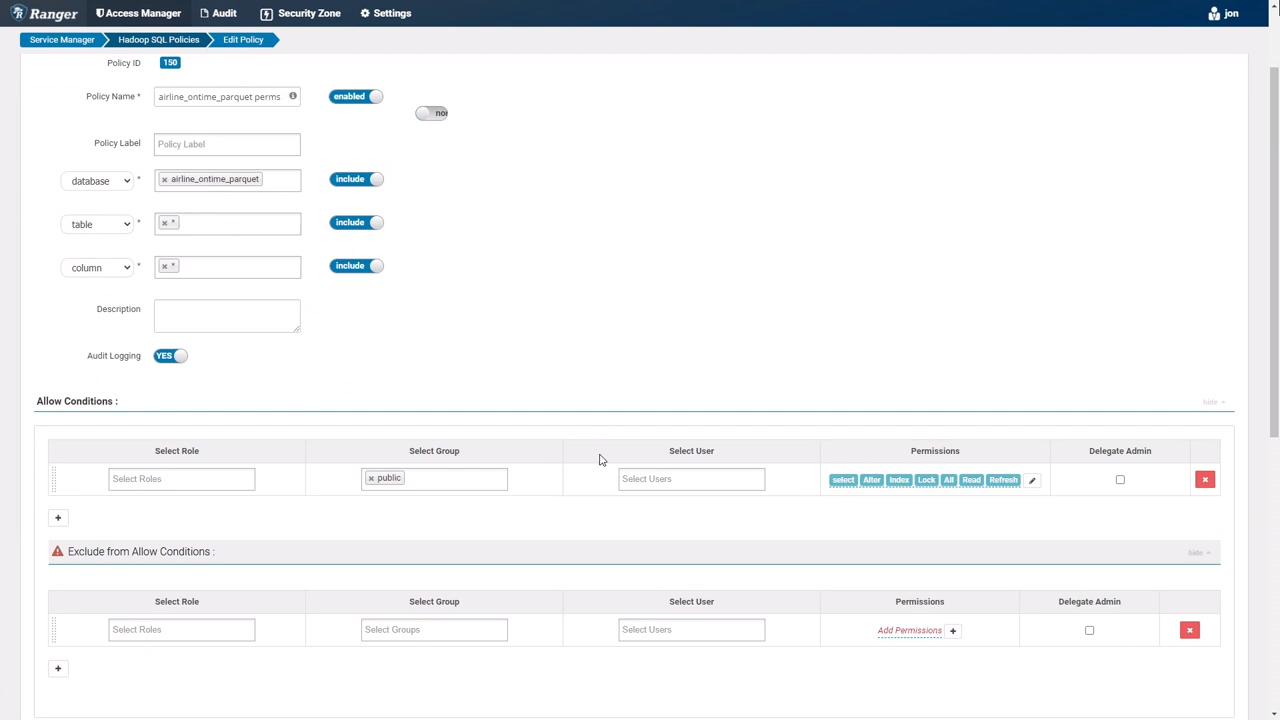 Ranger Access Manager Audit Security Zone Settings jon
Service Manager Hadoop SQL Policies Edit Policy
Policy ID 150
Policy Name * airline_ontime_parquet perms enabled
nor
Policy Label Policy Label
database * × airline_ontime_parquet include
table * × * include
column * × * include
Description
Audit Logging YES
Allow Conditions :
hide
Select Role Select Group Select User Permissions Delegate Admin
Select Roles × public Select Users select Alter Index Lock All Read Refresh
+
Exclude from Allow Conditions :
hide
Select Role Select Group Select User Permissions Delegate Admin
Select Roles Select Groups Select Users Add Permissions +
+